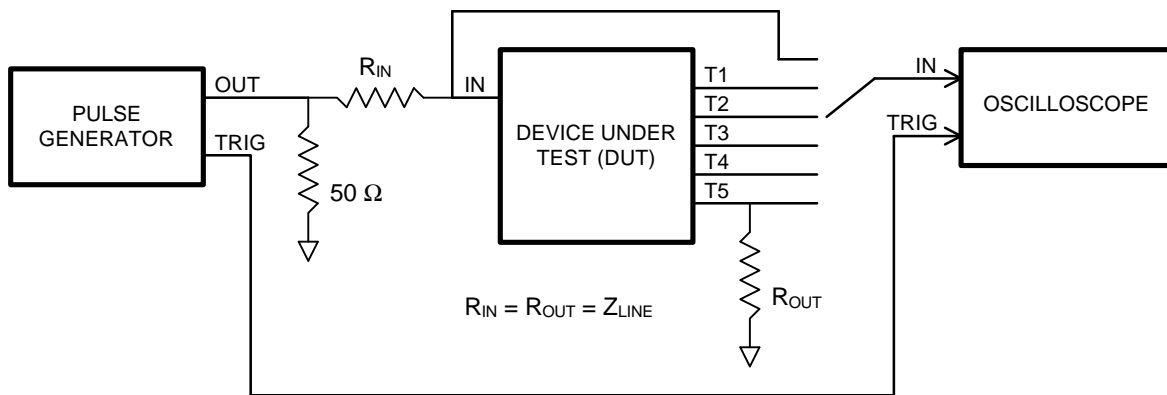 PULSE
GENERATOR
OUT
TRIG
R_IN
50 Ω
IN
DEVICE UNDER
TEST (DUT)
T1
T2
T3
T4
T5
R_IN = R_OUT = Z_LINE
R_OUT
IN
TRIG
OSCILLOSCOPE